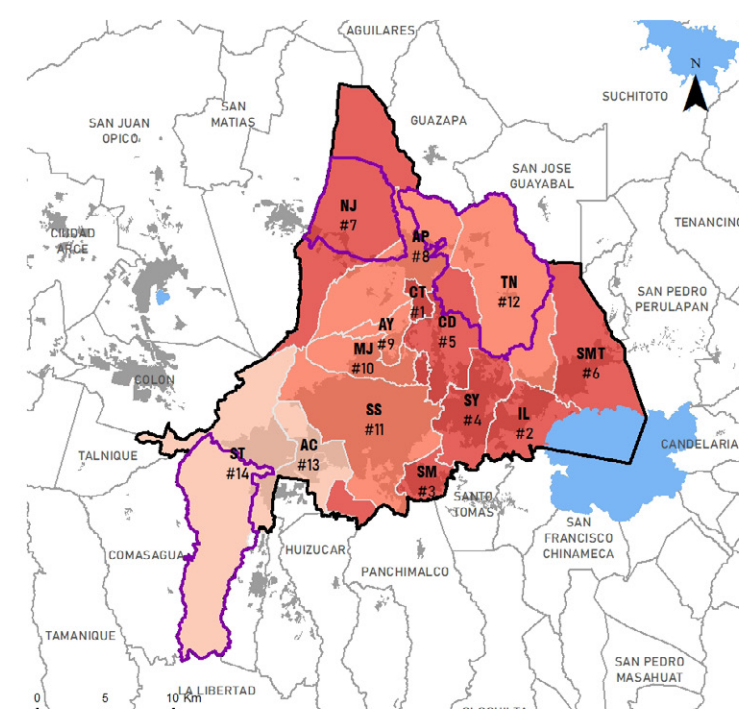 AGUILARES
N
SUCHITOTO
SAN
MATIAS
SAN JUAN
OPICO
GUAZAPA
SAN JOSE
GUAYABAL
NJ
#7
TENANCINGO
CIUDAD
ARCE
AP
#8
TN
#12
SAN PEDRO
PERULAPAN
CT
#1
CD
#5
AY
#9
MJ
#10
SMT
#6
COLON
SS
#11
SY
#4
IL
#2
CANDELARIA
AC
#13
TALNIQUE
ST
#14
SM
#3
SANTO
TOMAS
SAN
FRANCISCO
CHINAMECA
COMASAGUA
HUIZUCAR
PANCHIMALCO
TAMANIQUE
SAN PEDRO
MASAHUAT
0 5 10 Km
LA LIBERTAD